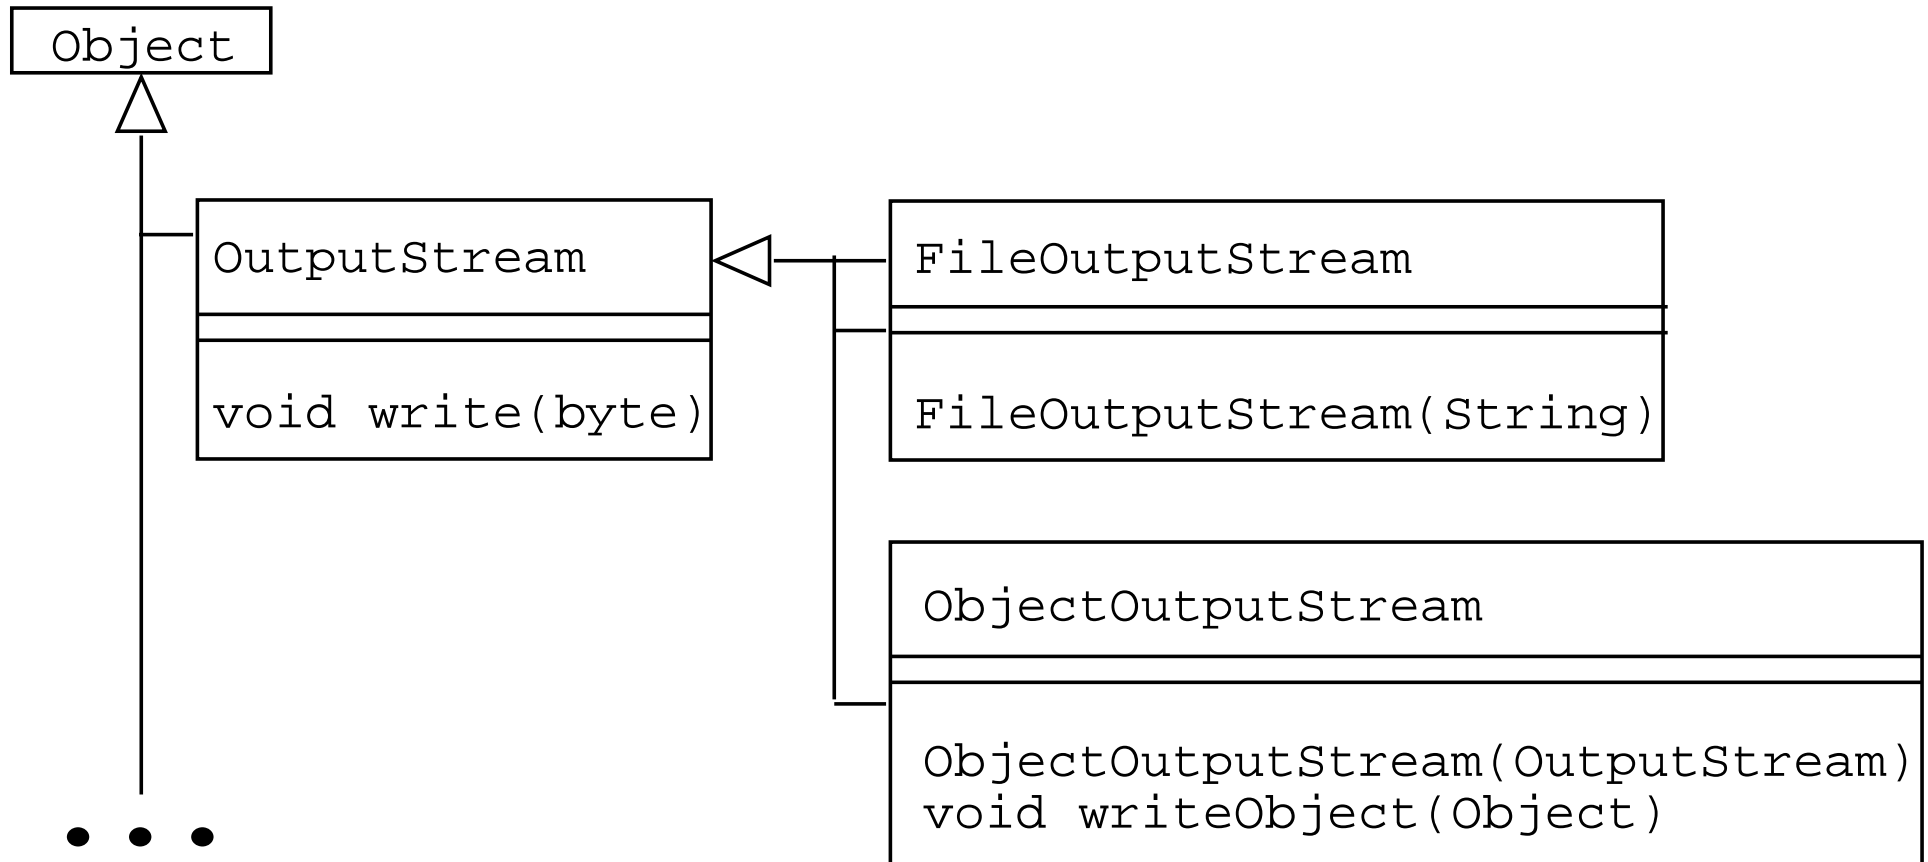 Object
OutputStream
void write(byte)
FileOutputStream
FileOutputStream(String)
ObjectOutputStream
ObjectOutputStream(OutputStream)
void writeObject(Object)